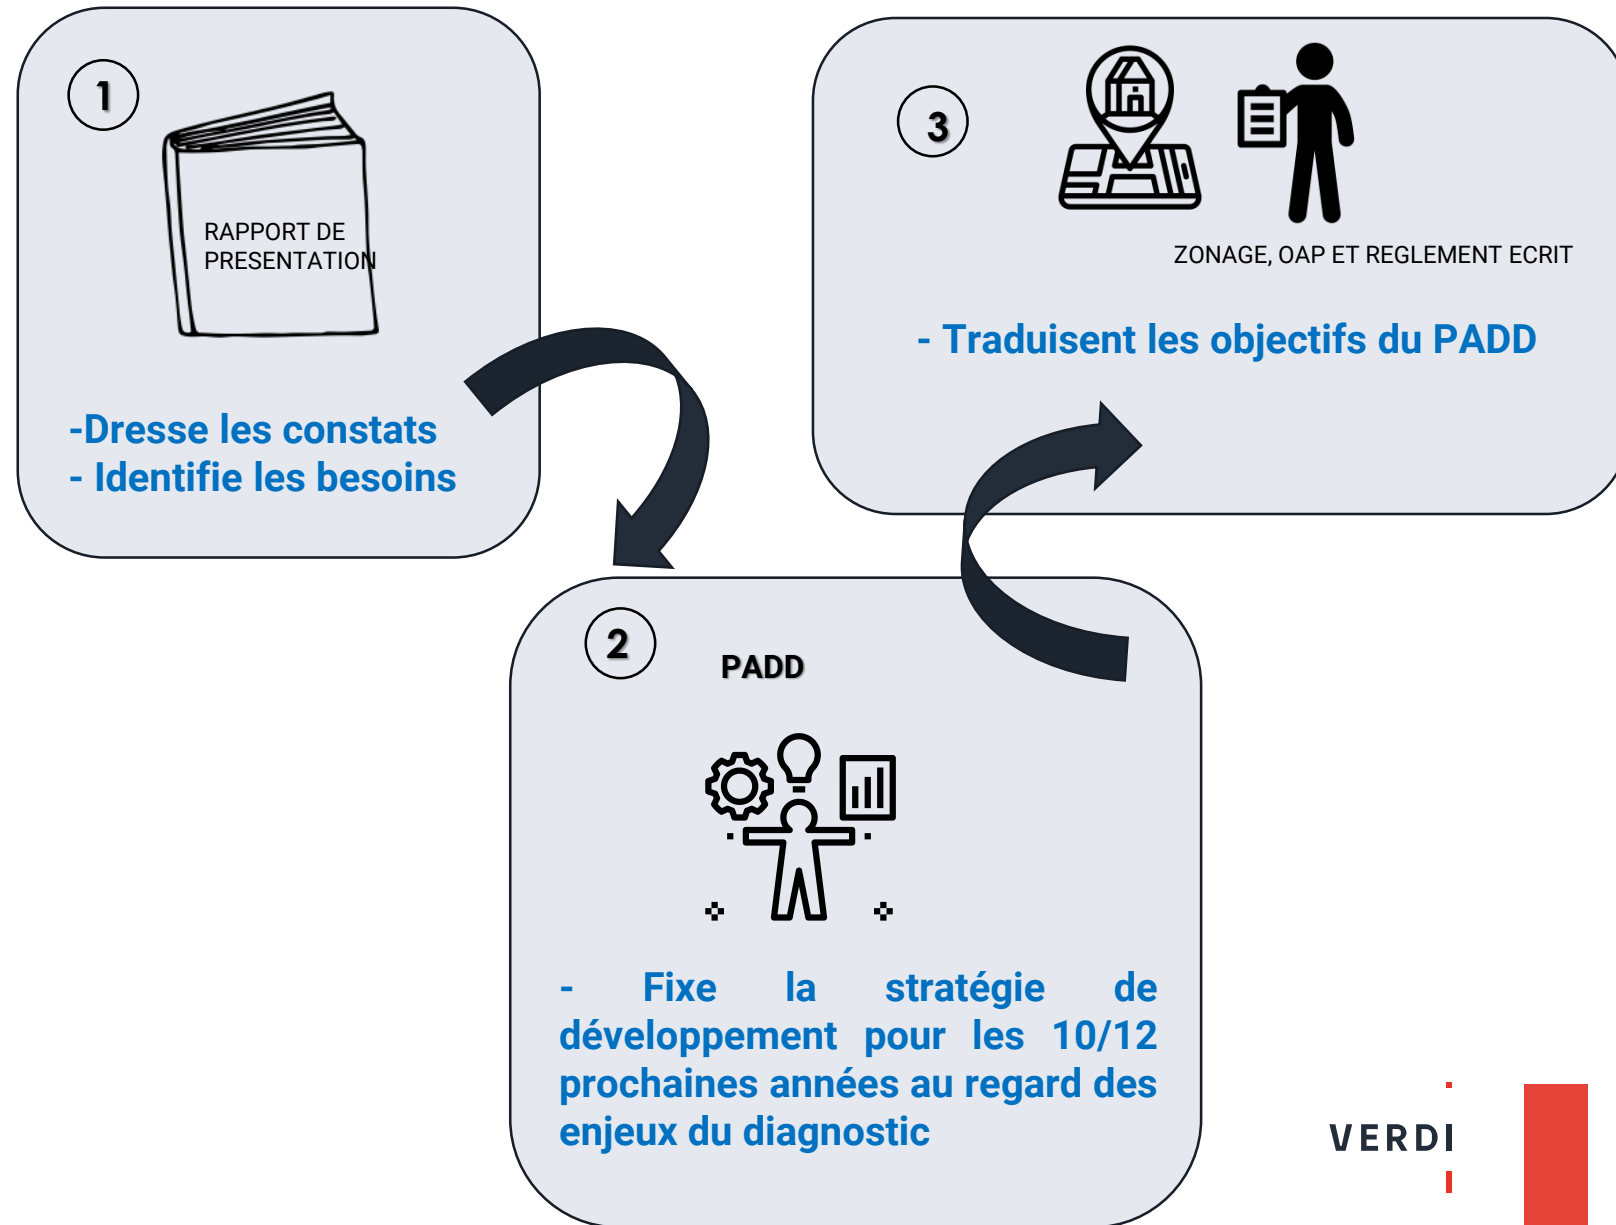 1
RAPPORT DE
PRESENTATION
-Dresse les constats
- Identifie les besoins
2
PADD
- Fixe la stratégie de
développement pour les 10/12
prochaines années au regard des
enjeux du diagnostic
3
ZONAGE, OAP ET REGLEMENT ECRIT
- Traduisent les objectifs du PADD
VERDI